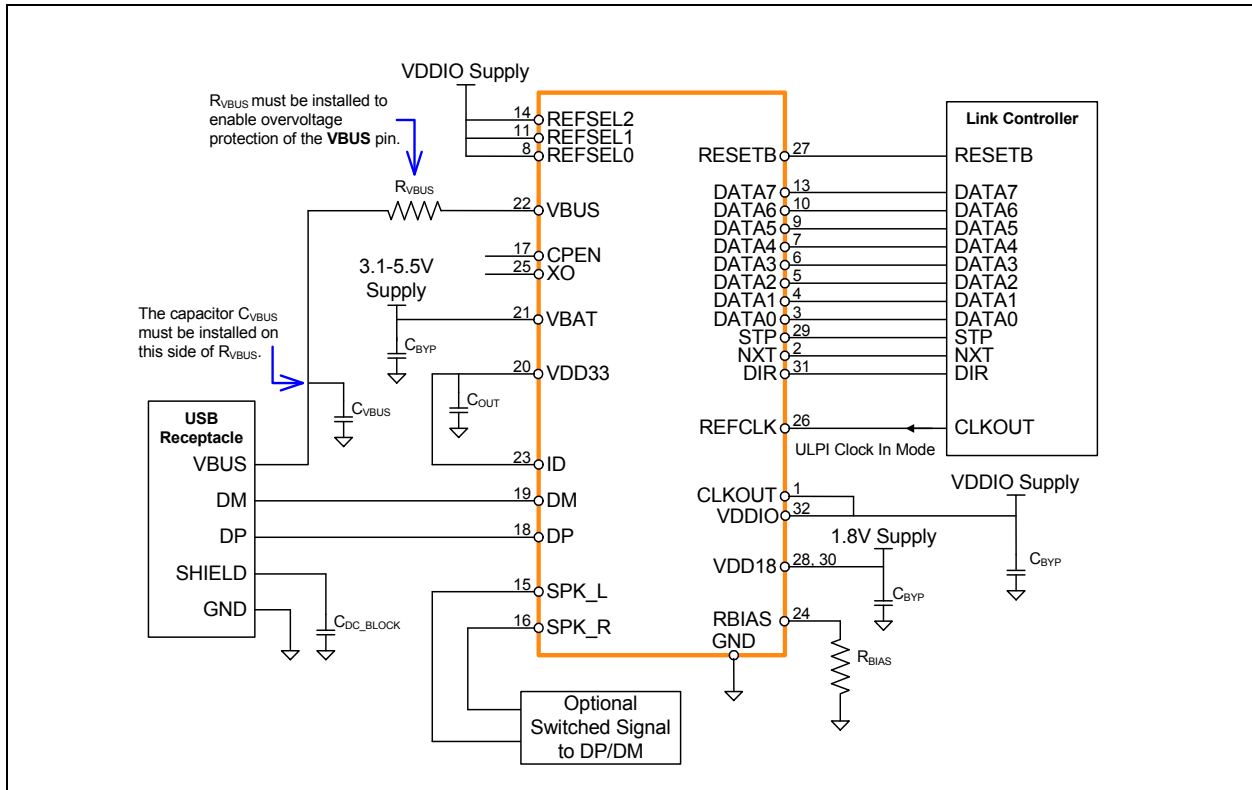 VDDIO Supply
RVBUS must be installed to
enable overvoltage
protection of the VBUS pin.
RVBUS
The capacitor CVBUS
must be installed on
this side of RVBUS.
CVBUS
3.1-5.5V
Supply
CBYP
COUT
USB
Receptacle
VBUS
DM
DP
SHIELD
GND
CDC_BLOCK
14 REFSEL2
11 REFSEL1
8 REFSEL0
22 VBUS
17 CPEN
25 XO
21 VBAT
20 VDD33
23 ID
19 DM
18 DP
15 SPK_L
16 SPK_R
Optional
Switched Signal
to DP/DM
GND
RESETB 27
DATA7 13
DATA6 10
DATA5 9
DATA4 7
DATA3 6
DATA2 5
DATA1 4
DATA0 3
STP 29
NXT 2
DIR 31
REFCLK 26
CLKOUT 1
VDDIO 32
VDD18 28, 30
RBIAS 24
RBIAS
Link Controller
RESETB
DATA7
DATA6
DATA5
DATA4
DATA3
DATA2
DATA1
DATA0
STP
NXT
DIR
CLKOUT
ULPI Clock In Mode
VDDIO Supply
CBYP
1.8V Supply
CBYP